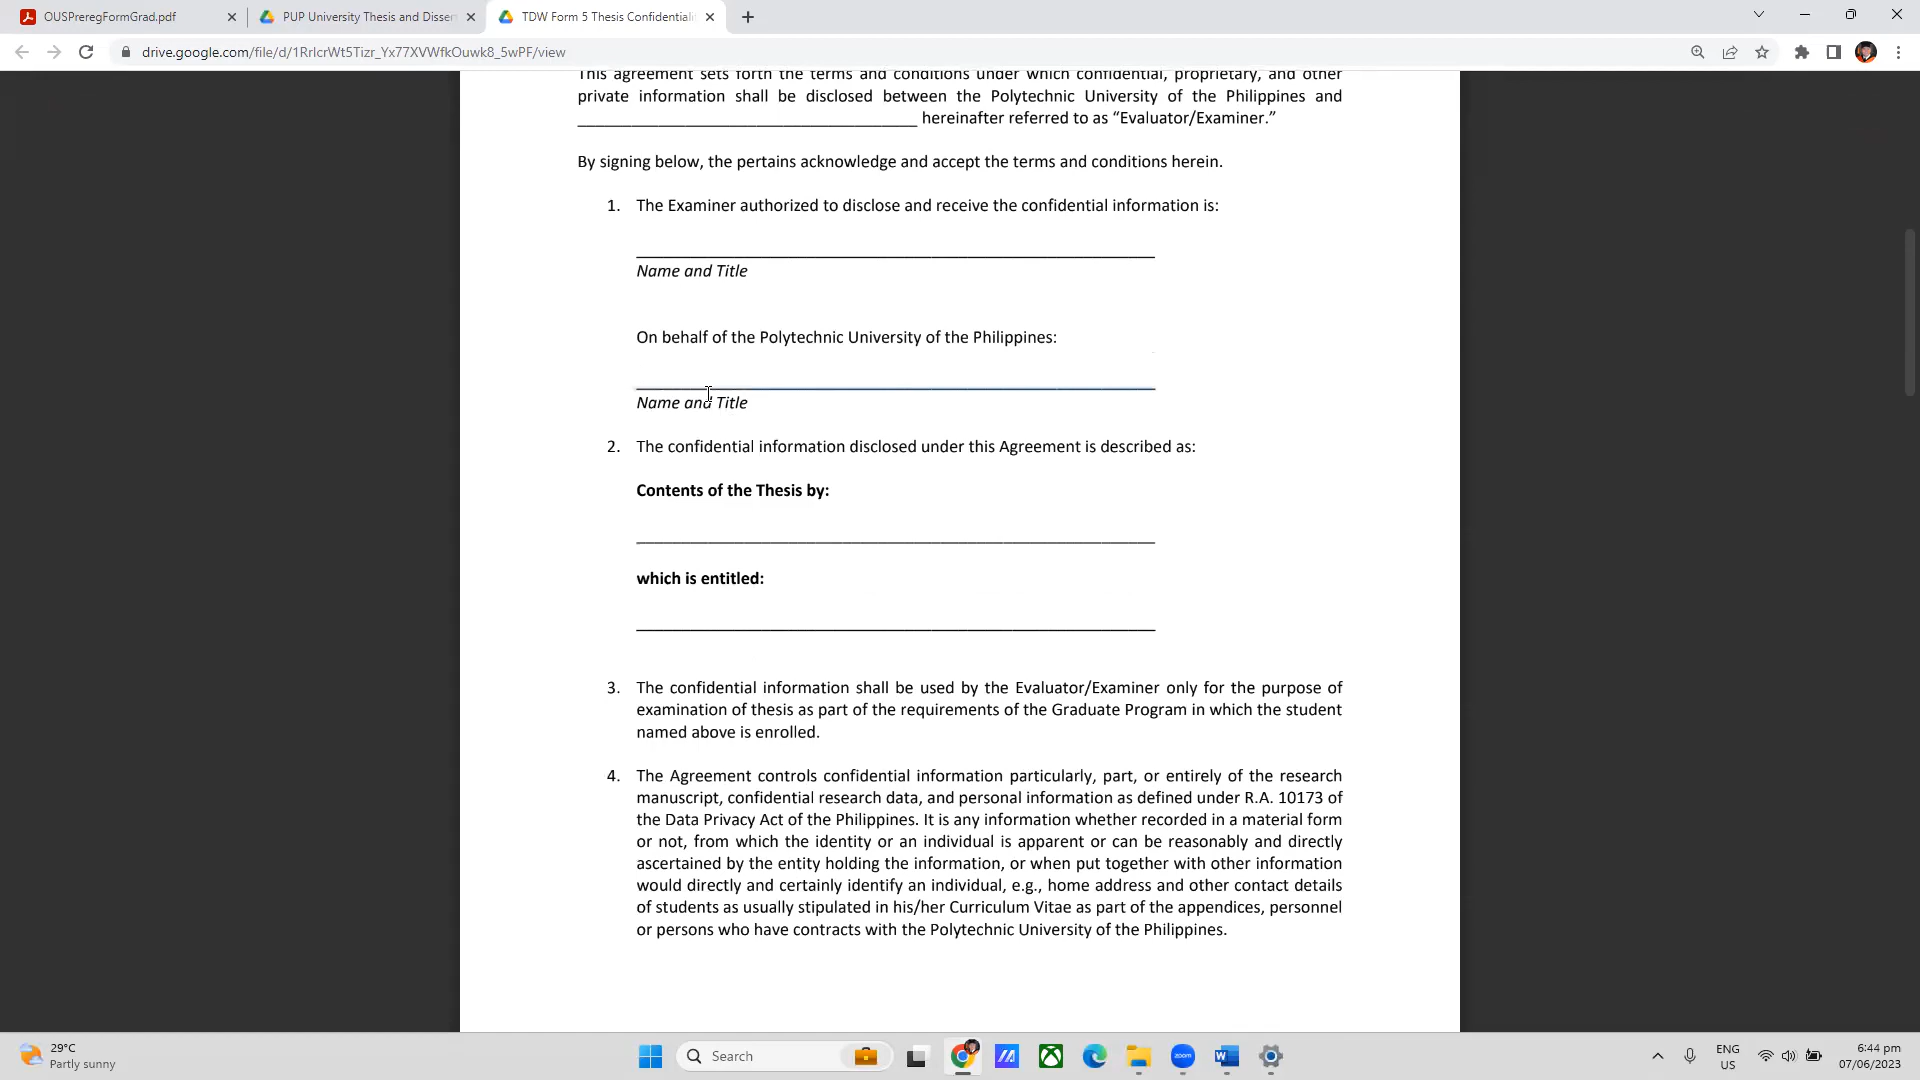 OUSPreregFormGrad.pdf
PUP University Thesis and Dissert
TDW Form 5 Thesis Confidentiali
drive.google.com/file/d/1RrlcrWt5Tizr_Yx77XVWfkOuwk8_5wPF/view
This agreement sets forth the terms and conditions under which confidential, proprietary, and other
private information shall be disclosed between the Polytechnic University of the Philippines and
hereinafter referred to as “Evaluator/Examiner.”
By signing below, the pertains acknowledge and accept the terms and conditions herein.
1. The Examiner authorized to disclose and receive the confidential information is:
Name and Title
On behalf of the Polytechnic University of the Philippines:
Name and Title
2. The confidential information disclosed under this Agreement is described as:
Contents of the Thesis by:
which is entitled:
3. The confidential information shall be used by the Evaluator/Examiner only for the purpose of
examination of thesis as part of the requirements of the Graduate Program in which the student
named above is enrolled.
4. The Agreement controls confidential information particularly, part, or entirely of the research
manuscript, confidential research data, and personal information as defined under R.A. 10173 of
the Data Privacy Act of the Philippines. It is any information whether recorded in a material form
or not, from which the identity or an individual is apparent or can be reasonably and directly
ascertained by the entity holding the information, or when put together with other information
would directly and certainly identify an individual, e.g., home address and other contact details
of students as usually stipulated in his/her Curriculum Vitae as part of the appendices, personnel
or persons who have contracts with the Polytechnic University of the Philippines.
29°C
Partly sunny
Search
zoom
ENG
US
6:44 pm
07/06/2023